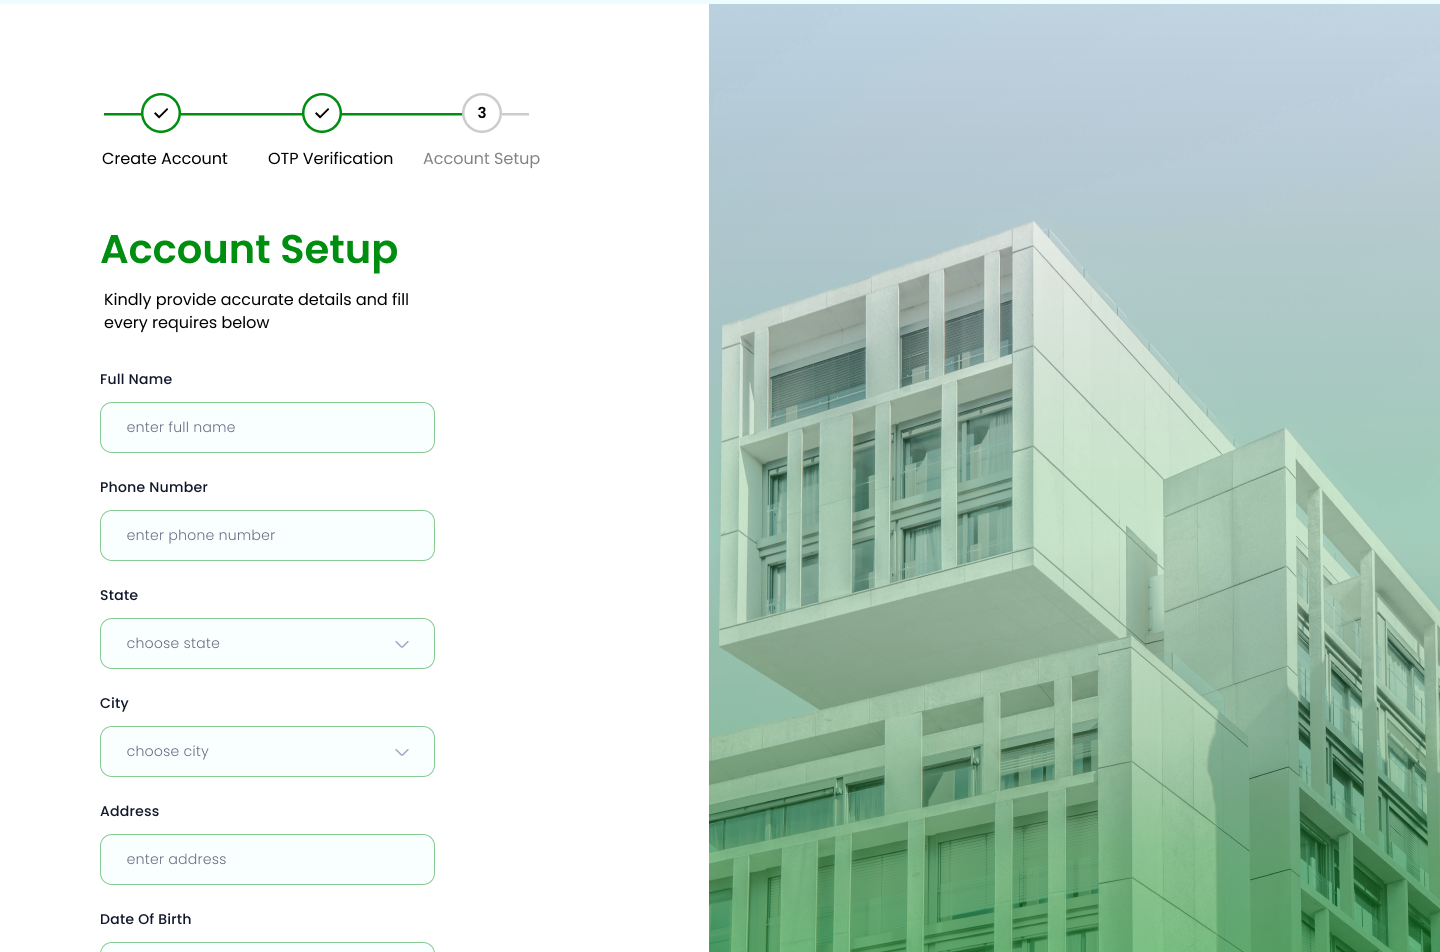 3
Create Account
OTP Verification
Account Setup
Account Setup
Kindly provide accurate details and fill
every requires below
Full Name
enter full name
Phone Number
enter phone number
State
choose state
City
choose city
Address
enter address
Date Of Birth